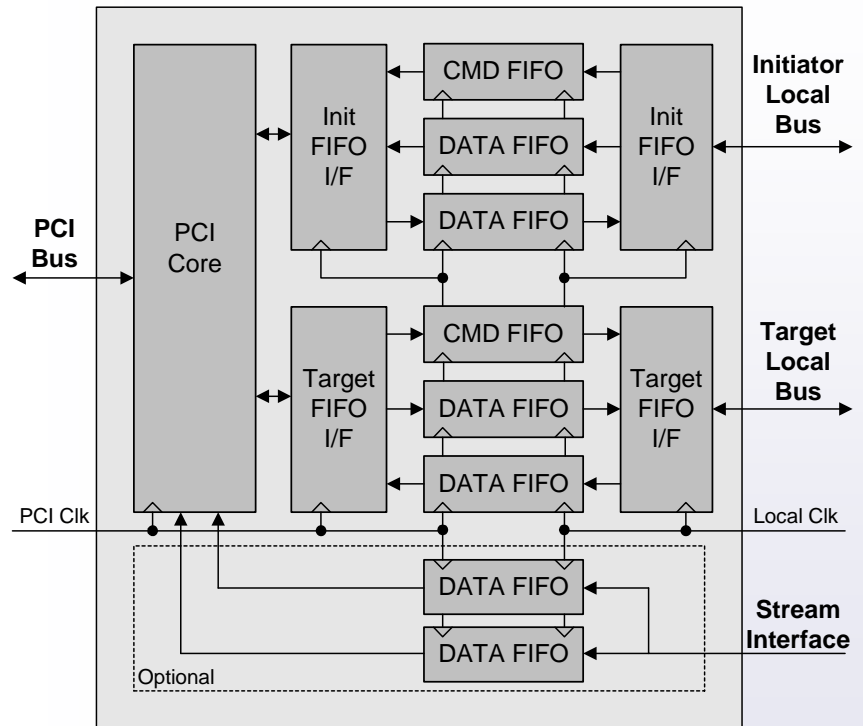 CMD FIFO
Initiator
Local
Bus
Init
FIFO
I/F
DATA FIFO
Init
FIFO
I/F
DATA FIFO
PCI
Bus
PCI
Core
CMD FIFO
Target
Local
Bus
Target
FIFO
I/F
DATA FIFO
Target
FIFO
I/F
DATA FIFO
PCI Clk
Local Clk
DATA FIFO
Stream
Interface
DATA FIFO
Optional